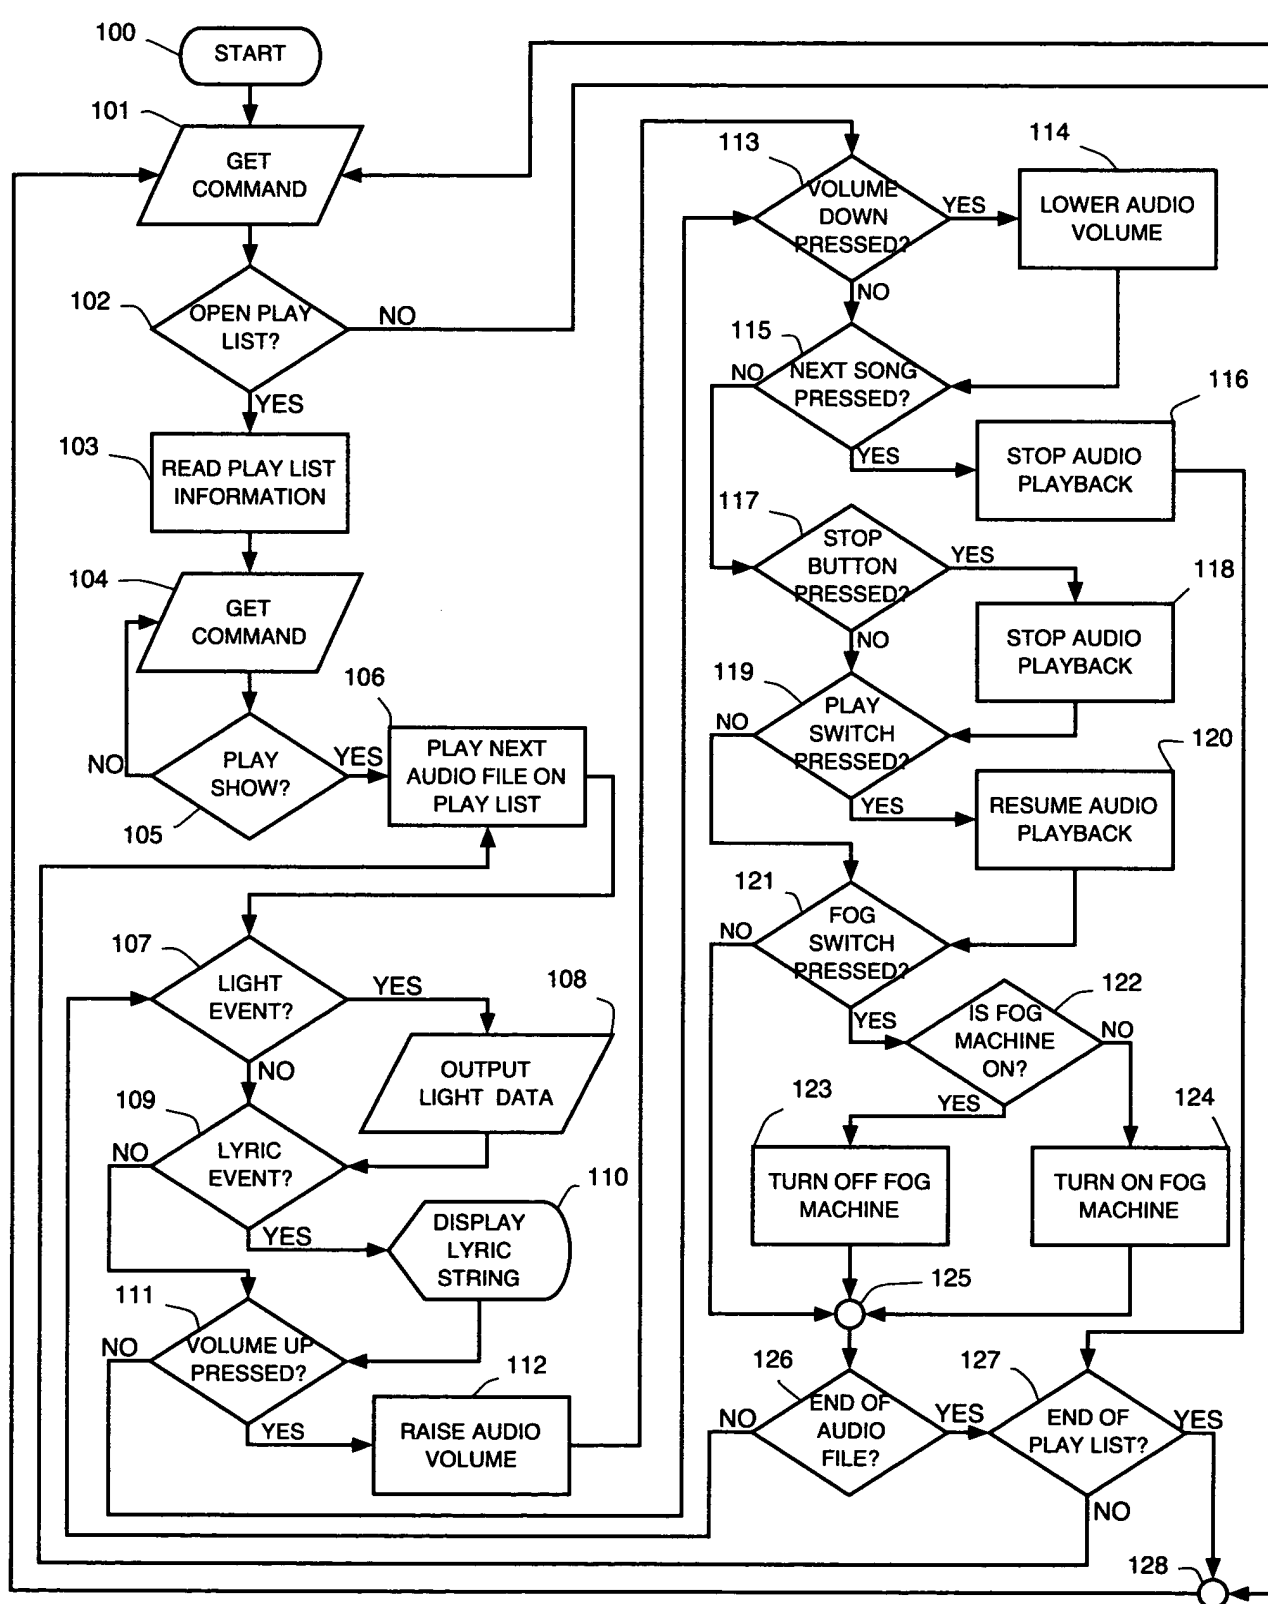 100
START
101
GET
COMMAND
102
OPEN PLAY
LIST?
NO
YES
103
READ PLAY LIST
INFORMATION
104
GET
COMMAND
105
PLAY
SHOW?
NO
YES
106
PLAY NEXT
AUDIO FILE ON
PLAY LIST
107
LIGHT
EVENT?
YES
NO
108
OUTPUT
LIGHT DATA
109
LYRIC
EVENT?
NO
YES
110
DISPLAY
LYRIC
STRING
111
VOLUME UP
PRESSED?
NO
YES
112
RAISE AUDIO
VOLUME
113
VOLUME
DOWN
PRESSED?
YES
NO
114
LOWER AUDIO
VOLUME
115
NEXT SONG
PRESSED?
NO
YES
116
STOP AUDIO
PLAYBACK
117
STOP
BUTTON
PRESSED?
YES
NO
118
STOP AUDIO
PLAYBACK
119
PLAY
SWITCH
PRESSED?
NO
YES
120
RESUME AUDIO
PLAYBACK
121
FOG
SWITCH
PRESSED?
NO
YES
122
IS FOG
MACHINE
ON?
NO
YES
123
TURN OFF FOG
MACHINE
124
TURN ON FOG
MACHINE
125
126
END OF
AUDIO
FILE?
NO
YES
127
END OF
PLAY LIST?
YES
NO
128